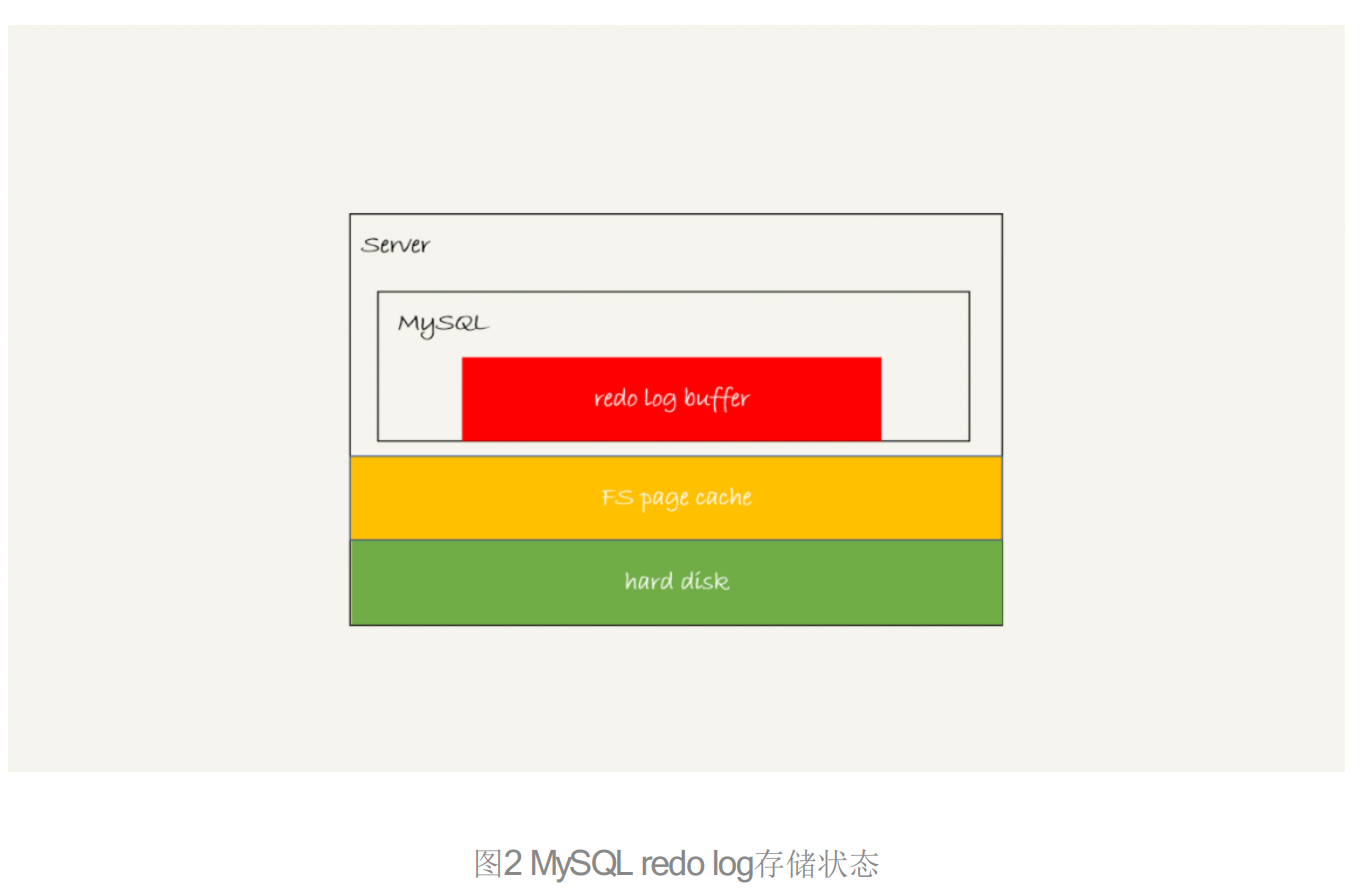 Server
MySQL
redo log buffer
FS page cache
hard disk
图2 MySQL redo log存储状态